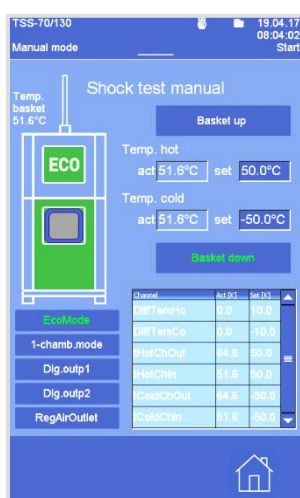 TSS-70/130
19.04.17
08:04:02
Manual mode
Start
Shock test manual
Temp.
basket
51.6°C
Basket up
ECO
Temp. hot
act 51.6°C set 50.0°C
Temp. cold
act 51.6°C set -50.0°C
Basket down
Channel Act [K] Set [K]
DiffTemHo 0.0 10.0
DiffTemCo 0.0 -10.0
tHotChOut 64.6 50.0
tHotChIn 51.6 50.0
tColdChOut 64.6 -50.0
tColdChIn 51.6 -50.0
EcoMode
1-chamb.mode
Dig.outp1
Dig.outp2
RegAirOutlet